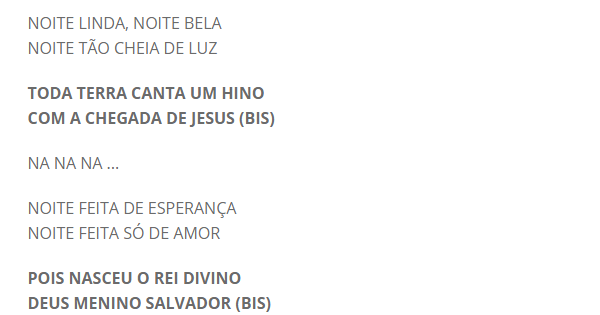 NOITE LINDA, NOITE BELA
NOITE TÃO CHEIA DE LUZ
TODA TERRA CANTA UM HINO
COM A CHEGADA DE JESUS (BIS)
NA NA NA ...
NOITE FEITA DE ESPERANÇA
NOITE FEITA SÓ DE AMOR
POIS NASCEU O REI DIVINO
DEUS MENINO SALVADOR (BIS)